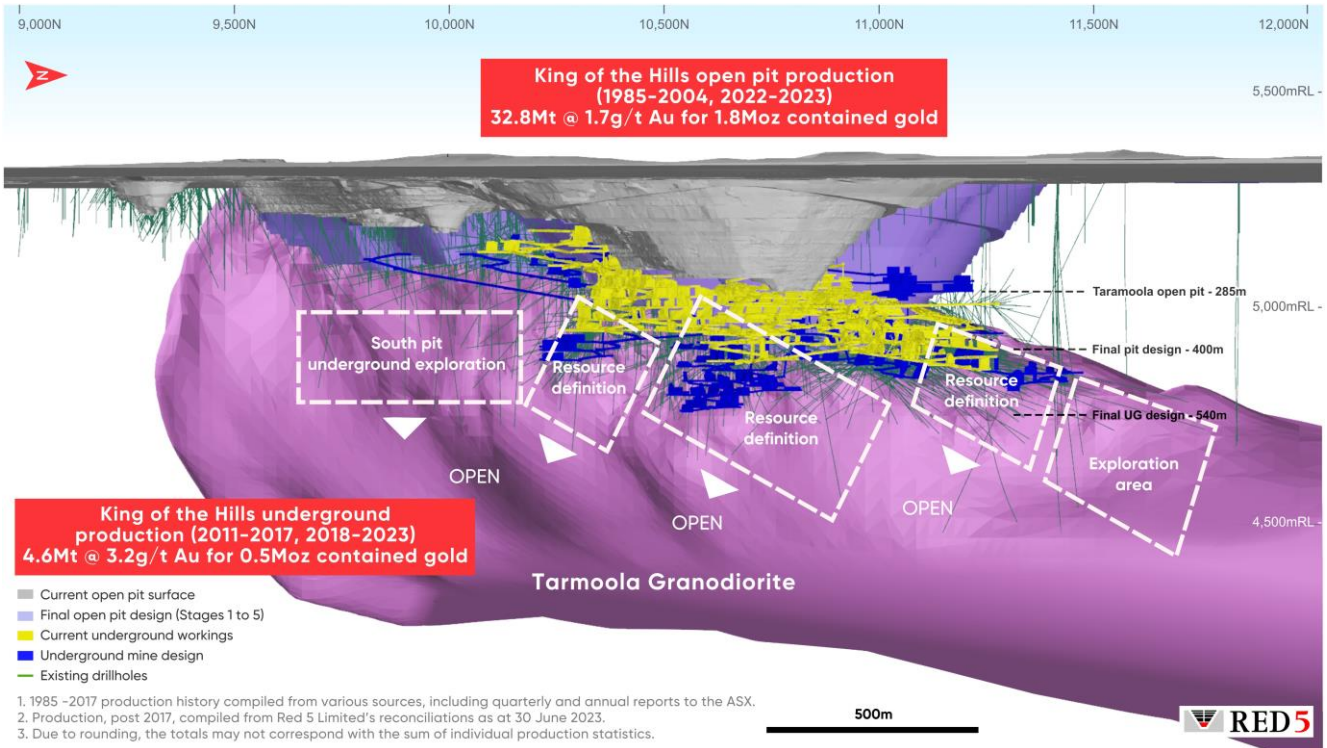 9,000N
9,500N
10,000N
10,500N
11,000N
11,500N
12,000N
N
King of the Hills open pit production
(1985-2004, 2022-2023)
32.8Mt @ 1.7g/t Au for 1.8Moz contained gold
5,500mRL
Taramoola open pit - 285m
5,000mRL
South pit
underground exploration
Resource
definition
Final pit design - 400m
Resource
definition
Resource
definition
Final UG design - 540m
Exploration
area
OPEN
OPEN
OPEN
4,500mRL
King of the Hills underground
production (2011-2017, 2018-2023)
4.6Mt @ 3.2g/t Au for 0.5Moz contained gold
Tarmoola Granodiorite
Current open pit surface
Final open pit design (Stages 1 to 5)
Current underground workings
Underground mine design
Existing drillholes
1. 1985 -2017 production history compiled from various sources, including quarterly and annual reports to the ASX.
2. Production, post 2017, compiled from Red 5 Limited's reconciliations as at 30 June 2023.
3. Due to rounding, the totals may not correspond with the sum of individual production statistics.
500m
RED 5